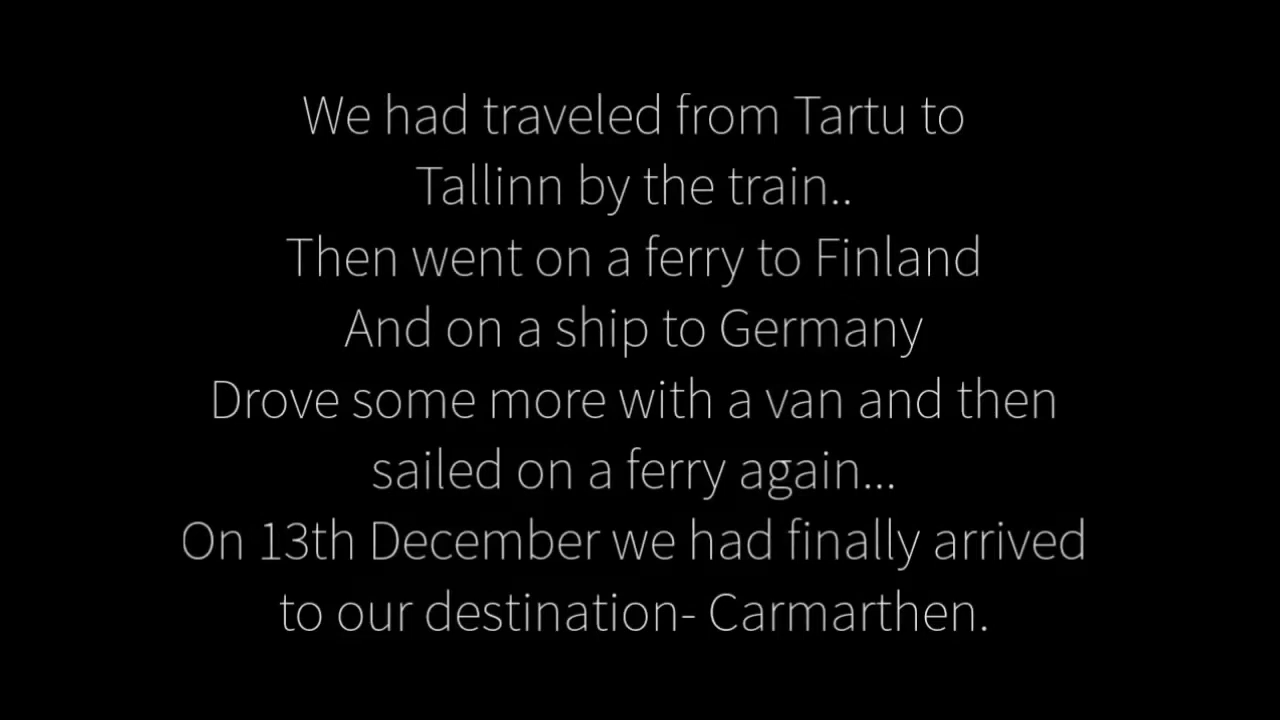 We had traveled from Tartu to
Tallinn by the train..
Then went on a ferry to Finland
And on a ship to Germany
Drove some more with a van and then
sailed on a ferry again...
On 13th December we had finally arrived
to our destination- Carmarthen.